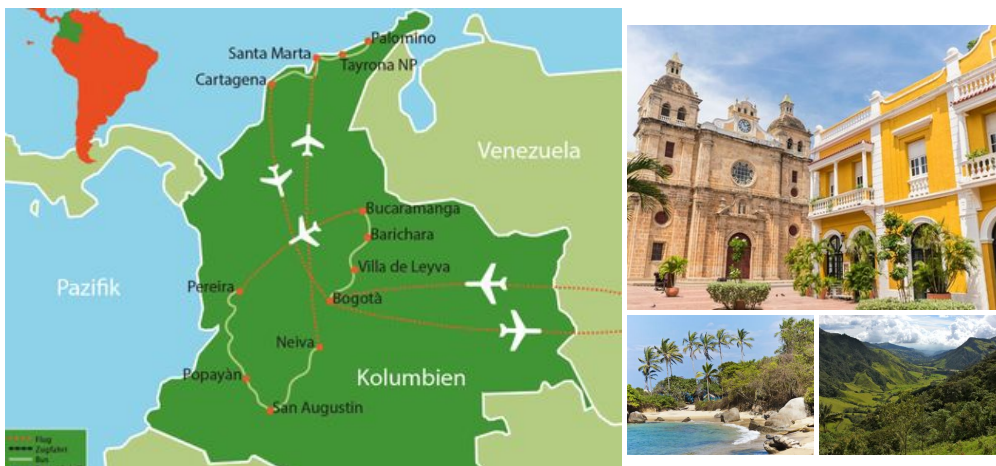 Palomino
Santa Marta
Tayrona NP
Cartagena
Venezuela
Bucaramanga
Barichara
Villa de Leyva
Pereira
Pazifik
Bogotà
Neiva
Popayàn
Kolumbien
San Augustin
Flug
Zugfahrt
Bus